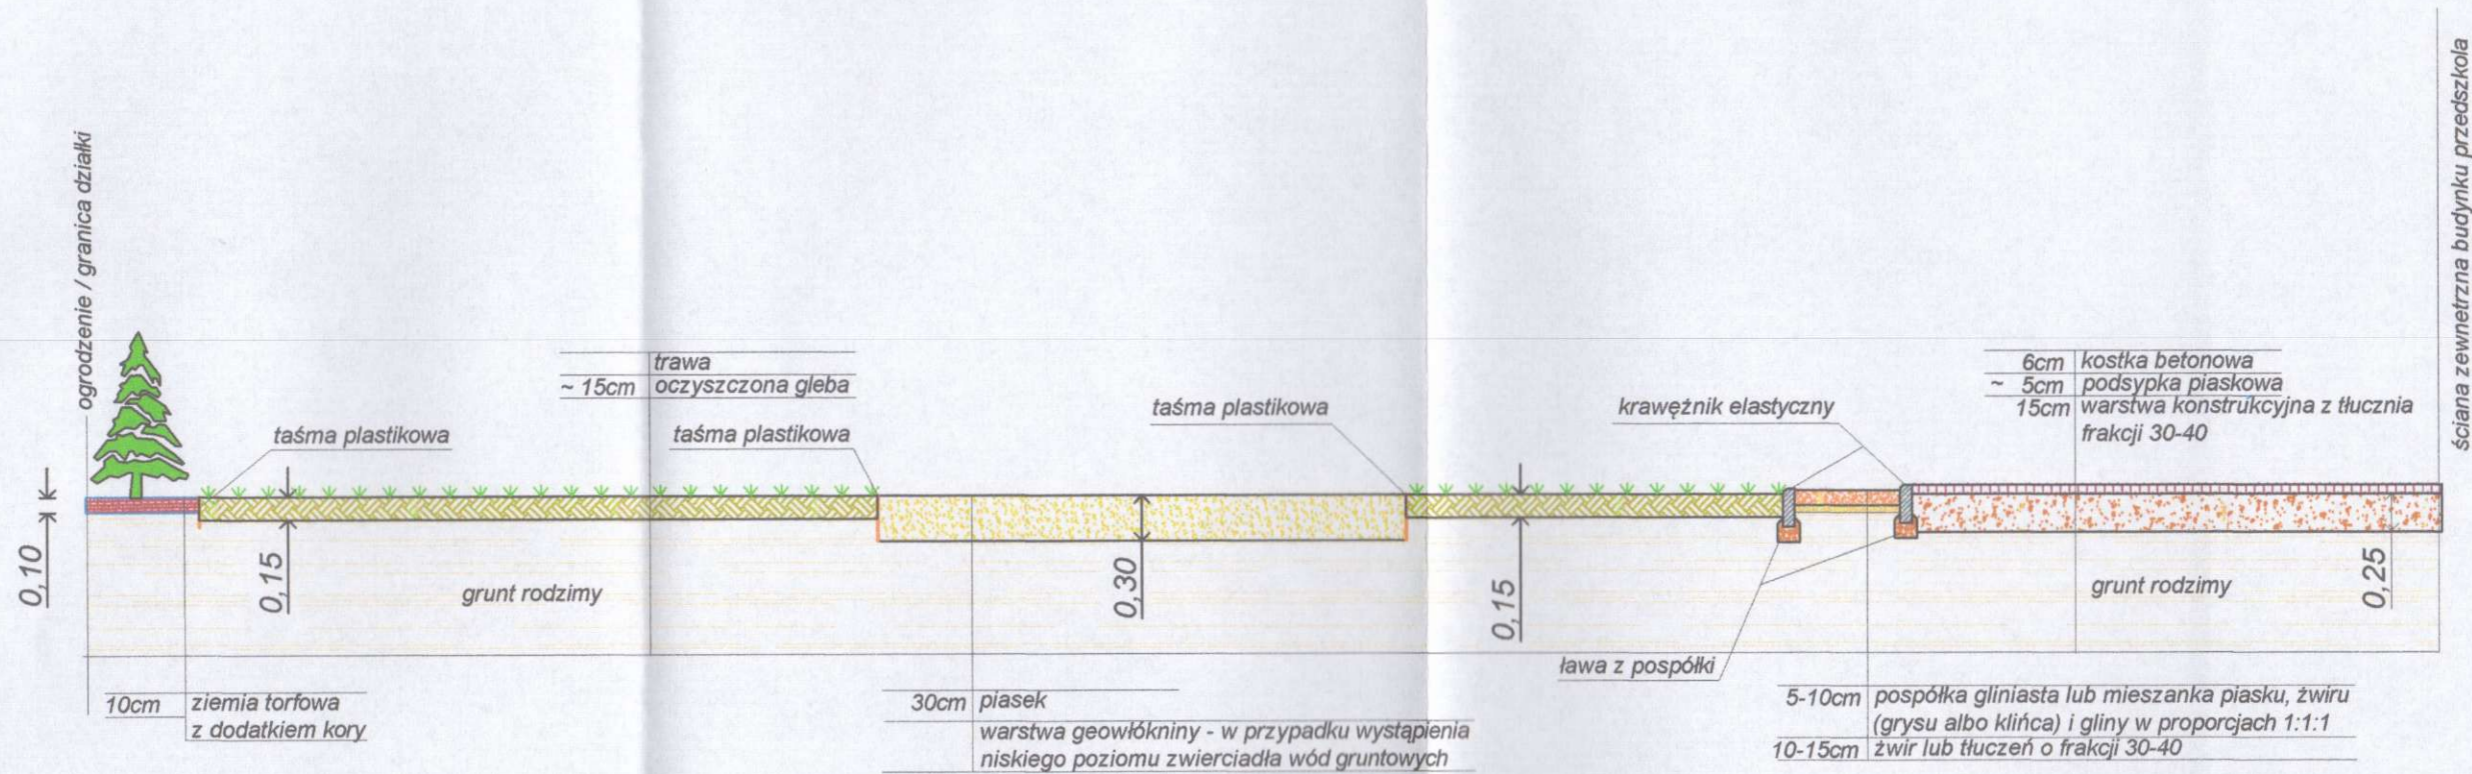 ogrodzenie / granica działki
ściana zewnetrzna budynku przedszkola
trawa
~ 15cm oczyszczona gleba
6cm kostka betonowa
~ 5cm podsypka piaskowa
15cm warstwa konstrukcyjna z tłucznia
frakcji 30-40
taśma plastikowa
taśma plastikowa
taśma plastikowa
krawężnik elastyczny
0,10
0,15
grunt rodzimy
0,30
0,15
grunt rodzimy
0,25
ława z pospółki
10cm ziemia torfowa
z dodatkiem kory
30cm piasek
warstwa geowłókniny - w przypadku wystąpienia
niskiego poziomu zwierciadła wód gruntowych
5-10cm pospółka gliniasta lub mieszanka piasku, żwiru
(grysu albo klińca) i gliny w proporcjach 1:1:1
10-15cm żwir lub tłuczeń o frakcji 30-40